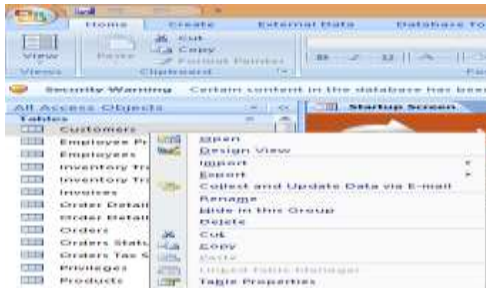 Home Create External Data Database To
View Paste Cut
Copy
Format Painter
Views Clipboard
Security Warning Certain content in the database has been
All Access Objects Startup Screen
Tables
Customers
Employee Pr
Employees
Inventory Tra
Inventory Tra
Invoices
Order Detail
Order Detail
Orders
Orders Statu
Orders Tax S
Privileges
Products
Open
Design View
Import
Export
Collect and Update Data via E-mail
Rename
Hide in this Group
Delete
Cut
Copy
Paste
Linked Table Manager
Table Properties